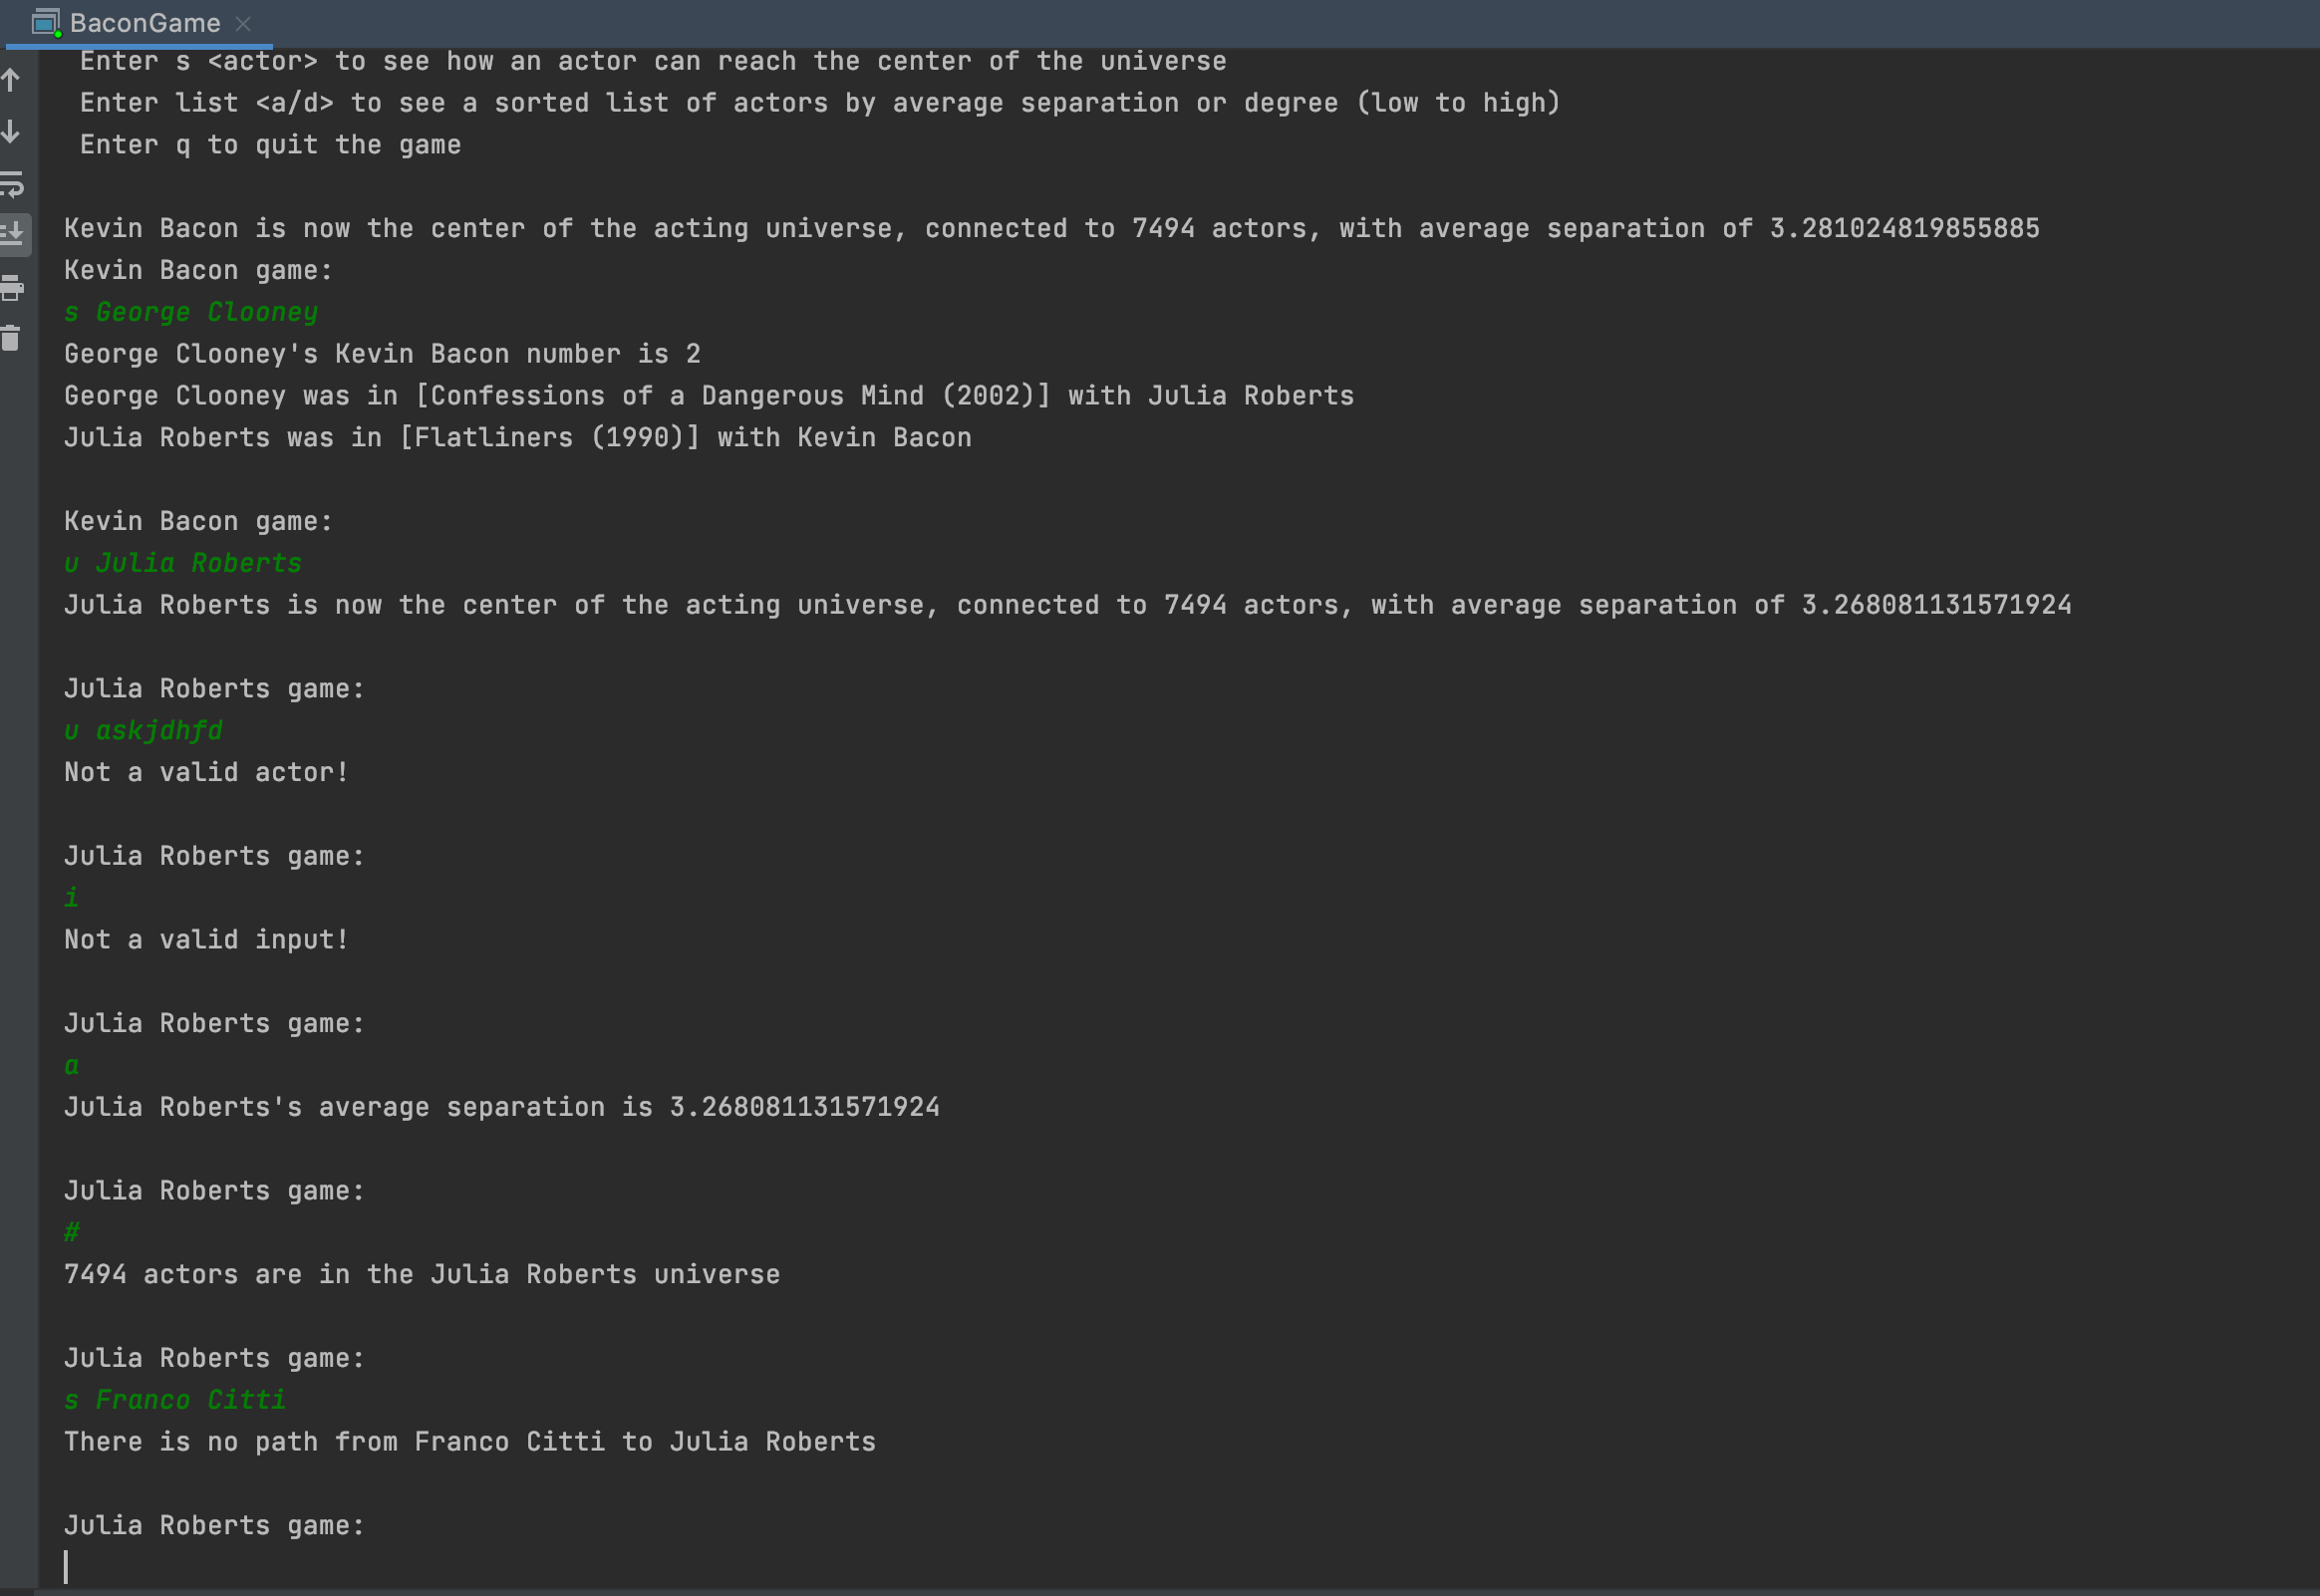 BaconGame
Enter s <actor> to see how an actor can reach the center of the universe
Enter list <a/d> to see a sorted list of actors by average separation or degree (low to high)
Enter q to quit the game
Kevin Bacon is now the center of the acting universe, connected to 7494 actors, with average separation of 3.281024819855885
Kevin Bacon game:
s George Clooney
George Clooney's Kevin Bacon number is 2
George Clooney was in [Confessions of a Dangerous Mind (2002)] with Julia Roberts
Julia Roberts was in [Flatliners (1990)] with Kevin Bacon
Kevin Bacon game:
u Julia Roberts
Julia Roberts is now the center of the acting universe, connected to 7494 actors, with average separation of 3.268081131571924
Julia Roberts game:
u askjdhfd
Not a valid actor!
Julia Roberts game:
i
Not a valid input!
Julia Roberts game:
a
Julia Roberts's average separation is 3.268081131571924
Julia Roberts game:
#
7494 actors are in the Julia Roberts universe
Julia Roberts game:
s Franco Citti
There is no path from Franco Citti to Julia Roberts
Julia Roberts game: